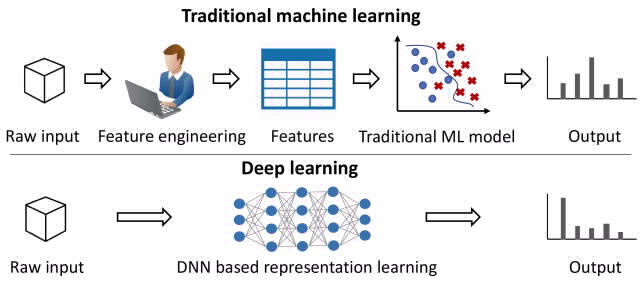 Traditional machine learning
Raw input
Feature engineering
Features
Traditional ML model
Output
Deep learning
Raw input
DNN based representation learning
Output